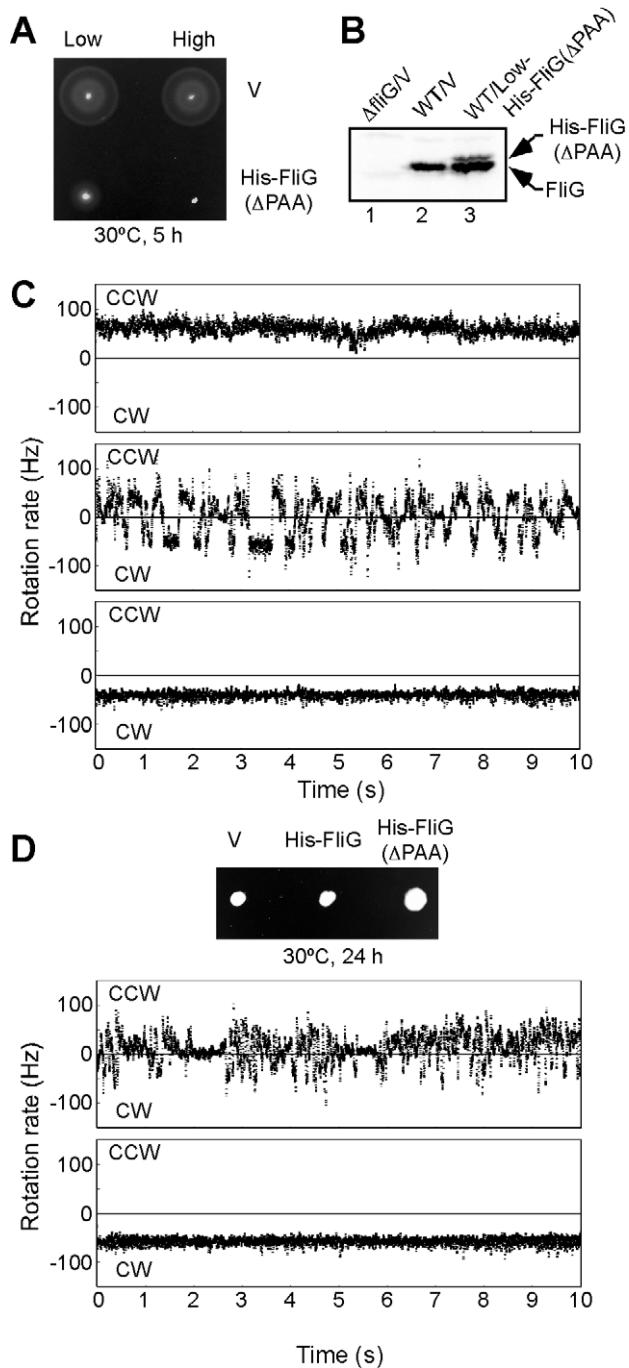 A
Low High
V
His-FliG
(ΔPAA)
30ºC, 5 h
B
ΔfliG/V
WT/V
WT/Low-
His-FliG(ΔPAA)
His-FliG
(ΔPAA)
FliG
1 2 3
C
Rotation rate (Hz)
CCW
100
0
-100
CW
CCW
100
0
-100
CW
CCW
100
0
-100
CW
0 1 2 3 4 5 6 7 8 9 10
Time (s)
D
V His-FliG His-FliG
(ΔPAA)
30ºC, 24 h
Rotation rate (Hz)
CCW
100
0
-100
CW
CCW
100
0
-100
CW
0 1 2 3 4 5 6 7 8 9 10
Time (s)